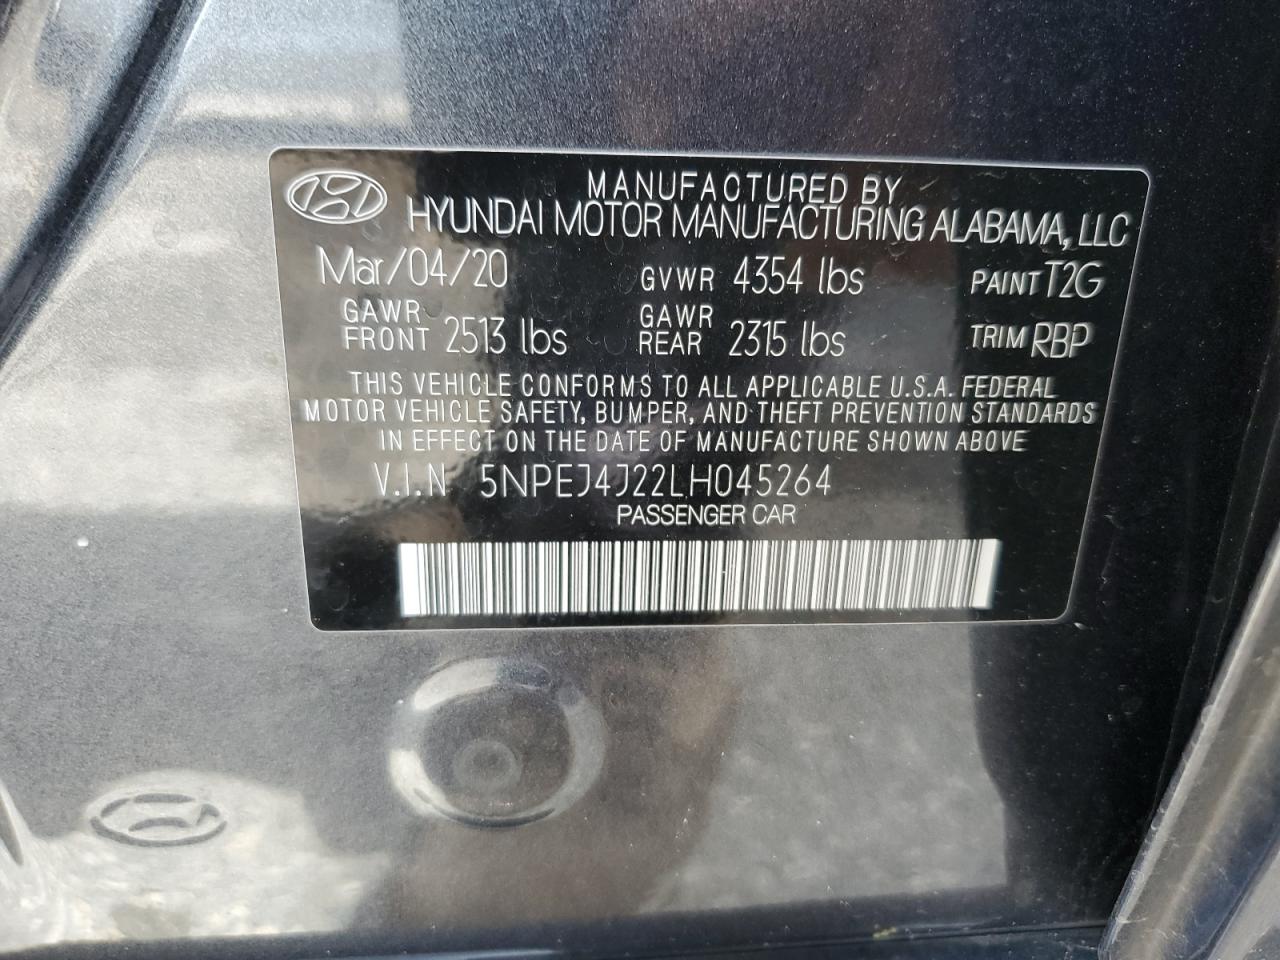 MANUFACTURED BY
HYUNDAI MOTOR MANUFACTURING ALABAMA, LLC
Mar/04/20 GVWR 4354 lbs PAINT T2G
GAWR FRONT 2513 lbs GAWR REAR 2315 lbs TRIM RBP
THIS VEHICLE CONFORMS TO ALL APPLICABLE U.S.A. FEDERAL
MOTOR VEHICLE SAFETY, BUMPER, AND THEFT PREVENTION STANDARDS
IN EFFECT ON THE DATE OF MANUFACTURE SHOWN ABOVE
V.I.N 5NPEJ4J22LH045264
PASSENGER CAR